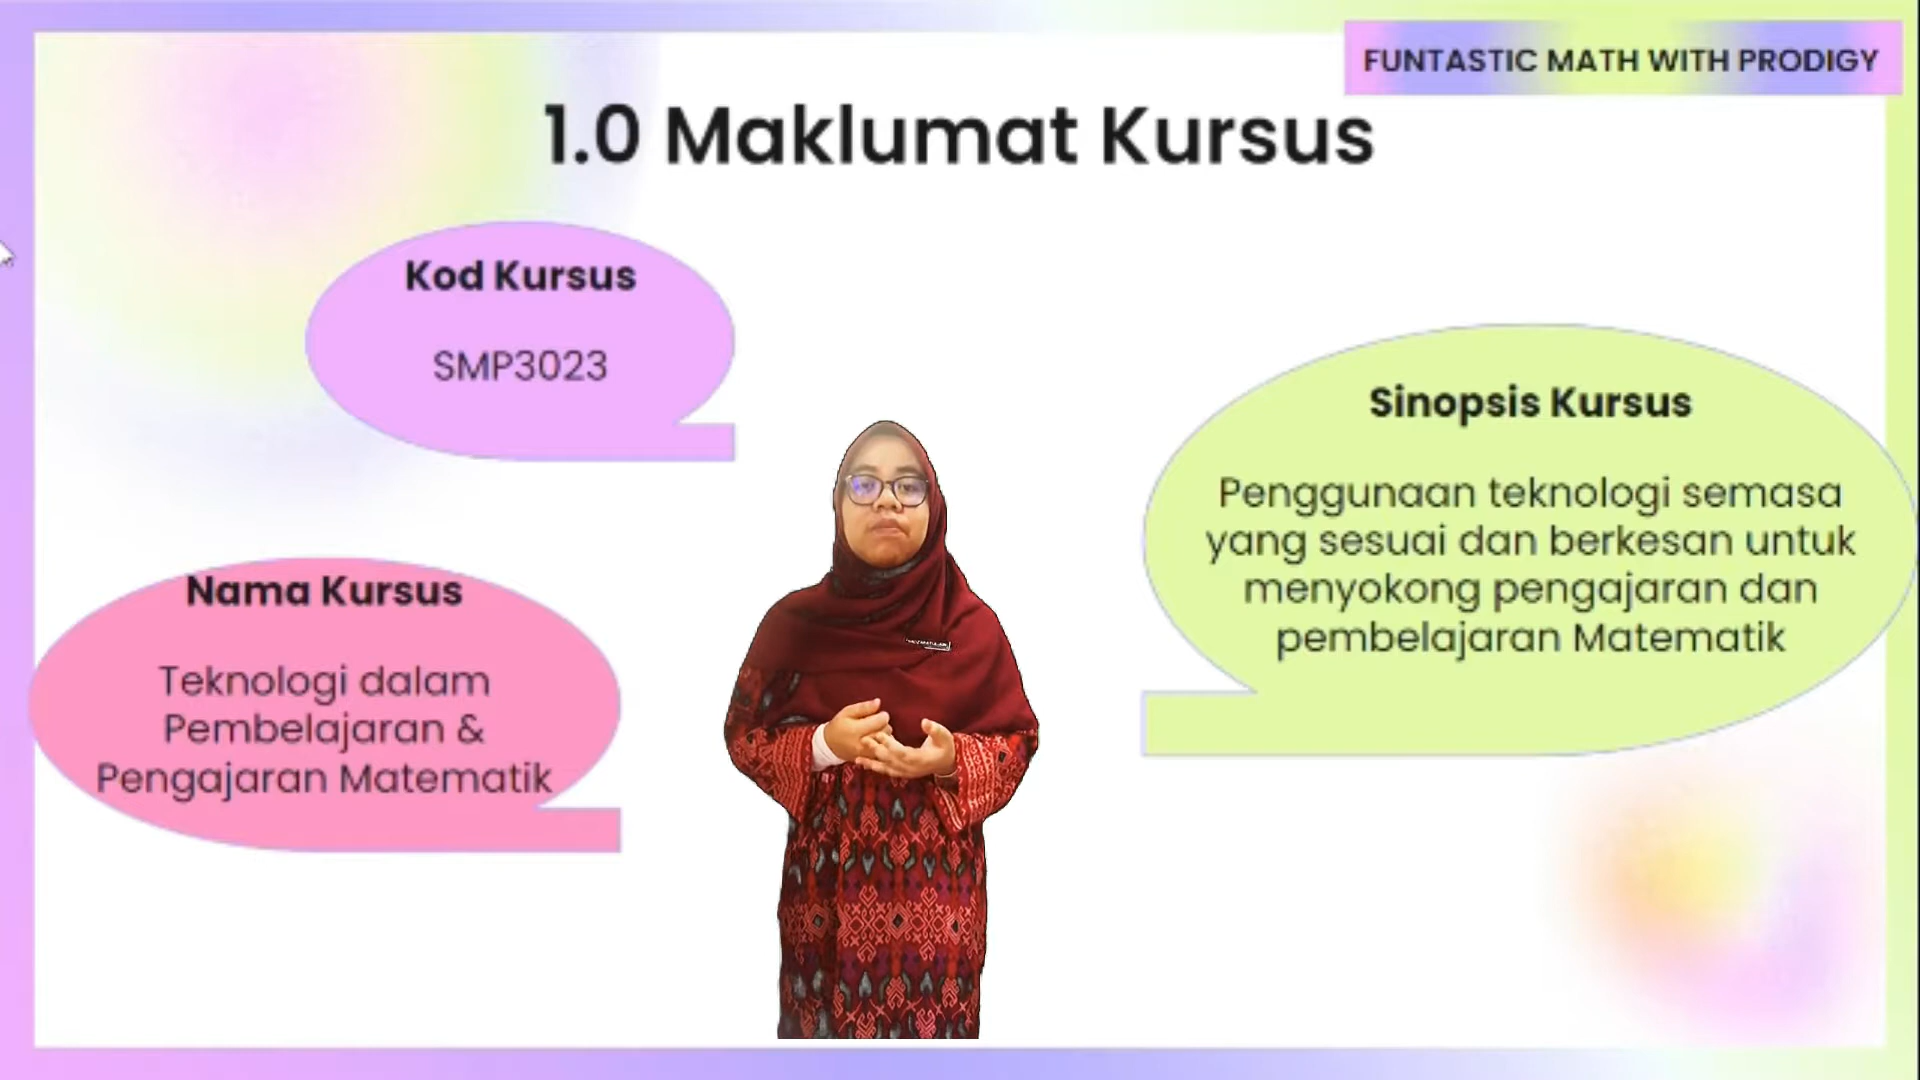 FUNTASTIC MATH WITH PRODIGY
1.0 Maklumat Kursus
Kod Kursus
SMP3023
Nama Kursus
Teknologi dalam
Pembelajaran &
Pengajaran Matematik
Sinopsis Kursus
Penggunaan teknologi semasa
yang sesuai dan berkesan untuk
menyokong pengajaran dan
pembelajaran Matematik